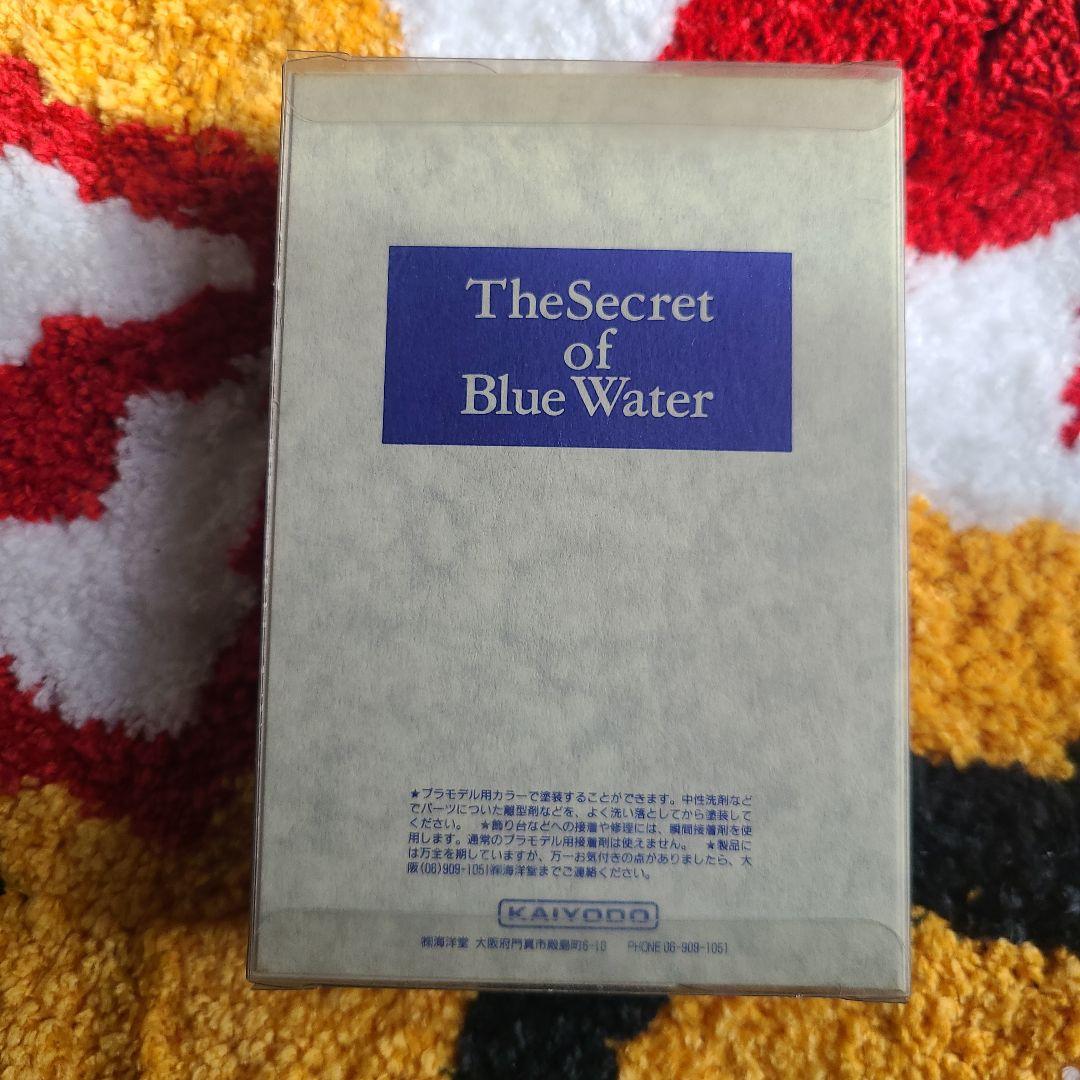 The Secret
of
Blue Water
★プラモデル用カラーで塗装することができます。中性洗剤など
でパーツについた離型剤などを、よく洗い落としてから塗装して
ください。 ★飾り台などへの接着や修理には、瞬間接着剤を使
用します。通常のプラモデル用接着剤は使えません。 ★製品に
は万全を期していますが、万一お気付きの点がありましたら、大
阪(06)909-1051㈱海洋堂までご連絡ください。
KAIYODO
㈱海洋堂 大阪府門真市殿島町6-10 PHONE 06-909-1051